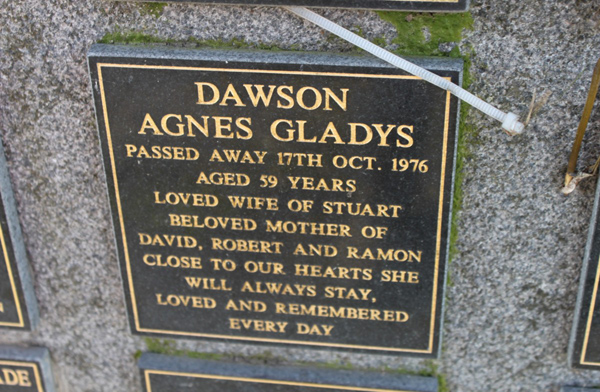 DAWSON
AGNES GLADYS
PASSED AWAY 17TH OCT. 1976
AGED 59 YEARS
LOVED WIFE OF STUART
BELOVED MOTHER OF
DAVID, ROBERT AND RAMON
CLOSE TO OUR HEARTS SHE
WILL ALWAYS STAY,
LOVED AND REMEMBERED
EVERY DAY
ADE